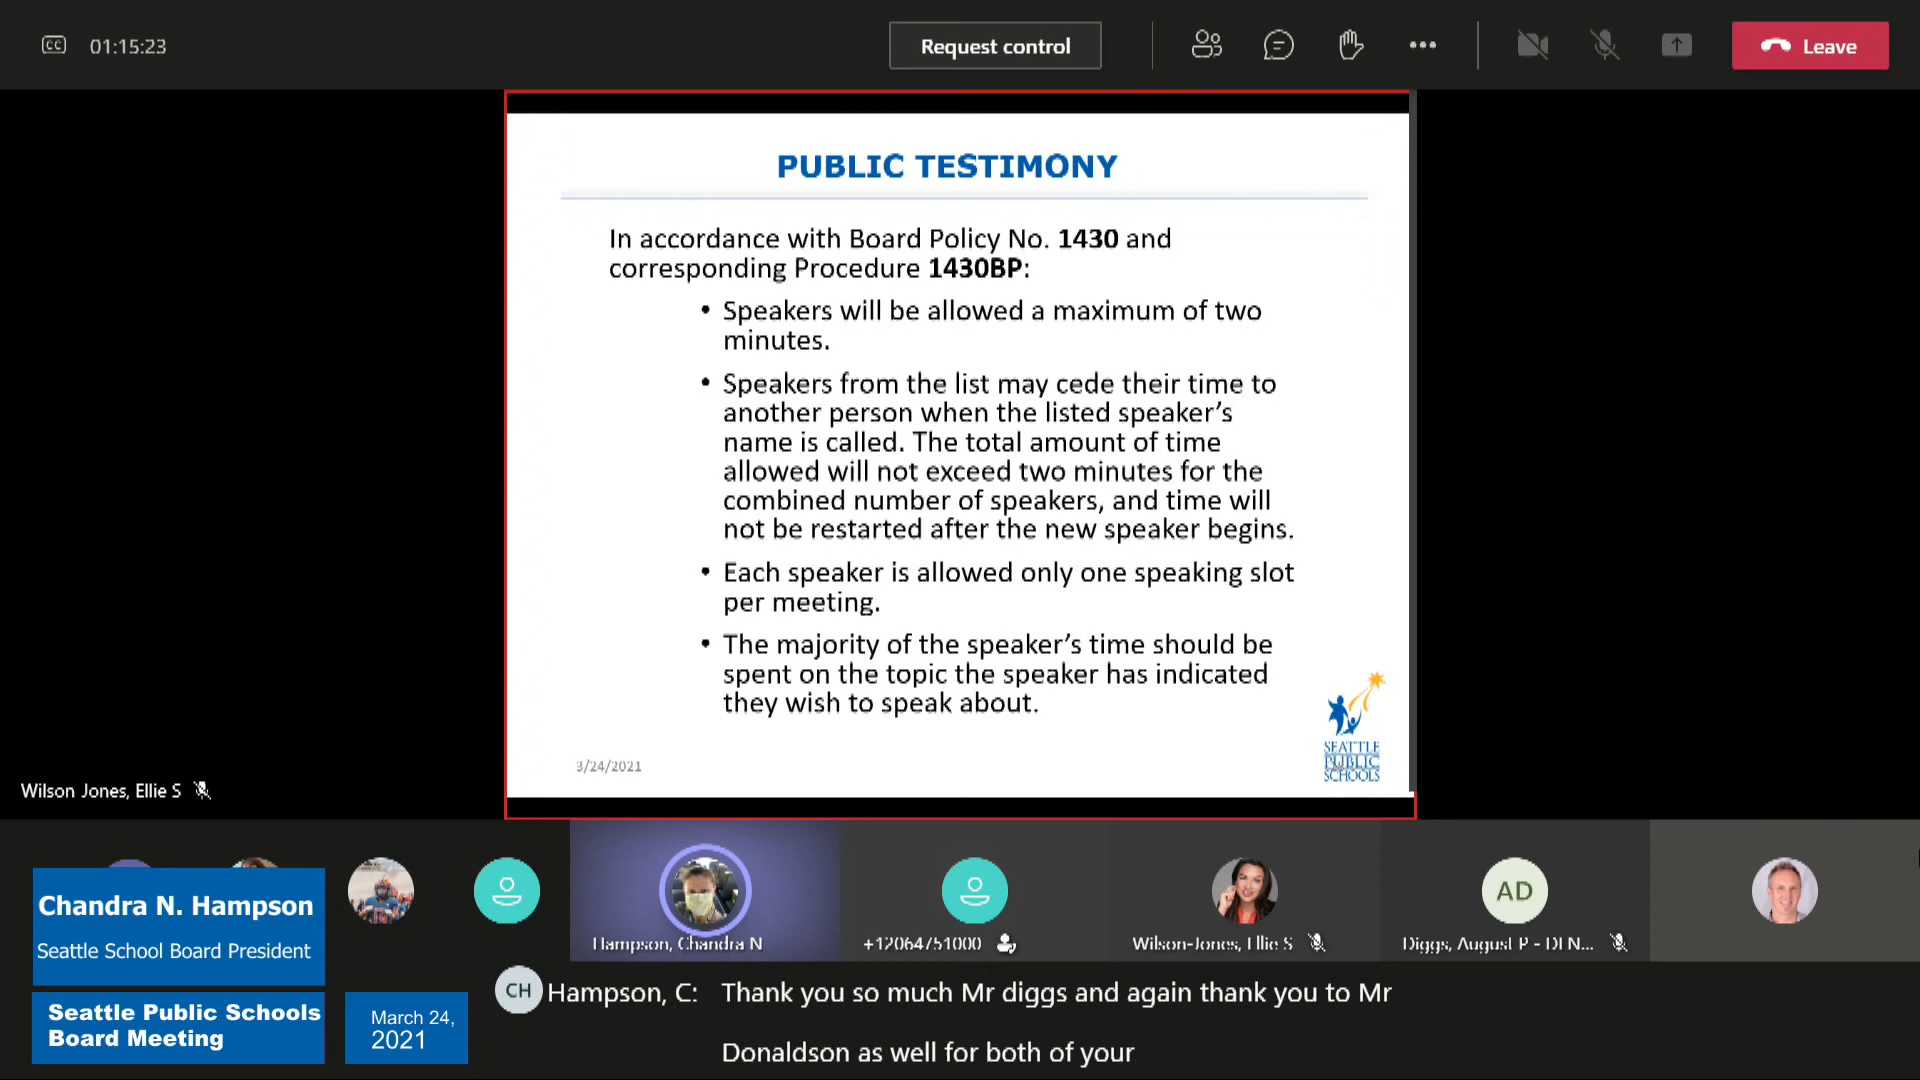 01:15:23
Request control
Leave
PUBLIC TESTIMONY
In accordance with Board Policy No. 1430 and
corresponding Procedure 1430BP:
• Speakers will be allowed a maximum of two
minutes.
• Speakers from the list may cede their time to
another person when the listed speaker’s
name is called. The total amount of time
allowed will not exceed two minutes for the
combined number of speakers, and time will
not be restarted after the new speaker begins.
• Each speaker is allowed only one speaking slot
per meeting.
• The majority of the speaker’s time should be
spent on the topic the speaker has indicated
they wish to speak about.
3/24/2021
SEATTLE
PUBLIC
SCHOOLS
Wilson Jones, Ellie S
AD
Hampson, Chandra N
+12064751000
Wilson-Jones, Ellie S
Diggs, August P - DI N...
Chandra N. Hampson
Seattle School Board President
Seattle Public Schools
Board Meeting
March 24,
2021
CH
Hampson, C: Thank you so much Mr diggs and again thank you to Mr
Donaldson as well for both of your